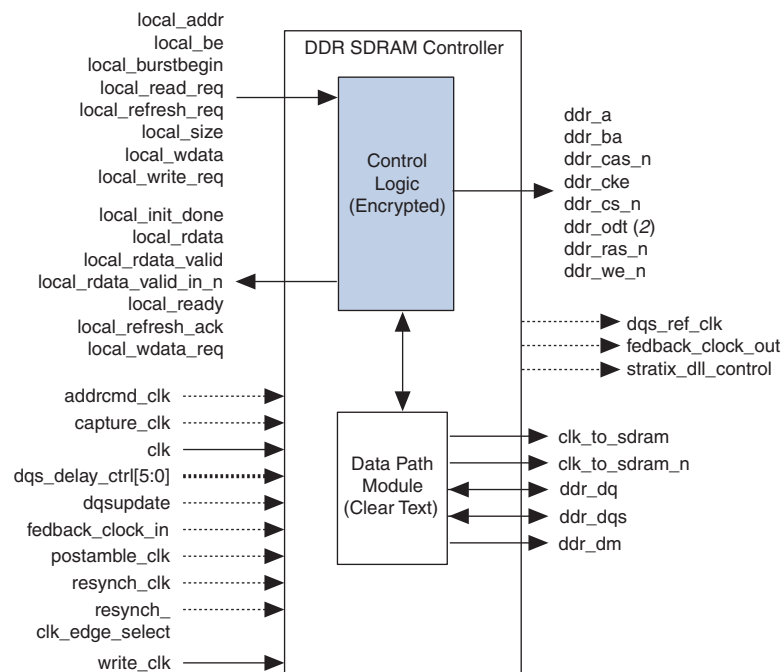 local_addr
local_be
local_burstbegin
local_read_req
local_refresh_req
local_size
local_wdata
local_write_req
local_init_done
local_rdata
local_rdata_valid
local_rdata_valid_in_n
local_ready
local_refresh_ack
local_wdata_req
addrcmd_clk
capture_clk
clk
dqs_delay_ctrl[5:0]
dqsupdate
fedback_clock_in
postamble_clk
resynch_clk
resynch_
clk_edge_select
write_clk
DDR SDRAM Controller
Control
Logic
(Encrypted)
Data Path
Module
(Clear Text)
ddr_a
ddr_ba
ddr_cas_n
ddr_cke
ddr_cs_n
ddr_odt (2)
ddr_ras_n
ddr_we_n
dqs_ref_clk
fedback_clock_out
stratix_dll_control
clk_to_sdram
clk_to_sdram_n
ddr_dq
ddr_dqs
ddr_dm